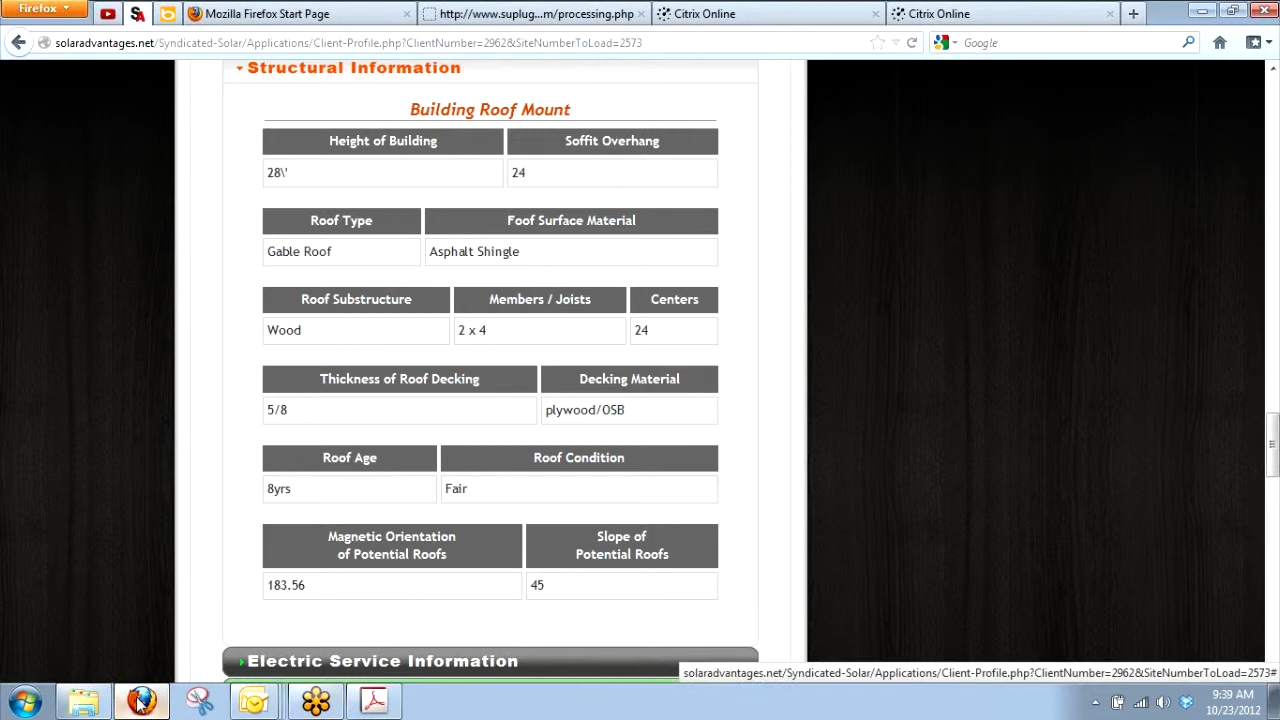 Firefox
Mozilla Firefox Start Page
http://www.suplug...m/processing.php
Citrix Online
Citrix Online
solaradvantages.net/Syndicated-Solar/Applications/Client-Profile.php?ClientNumber=2962&SiteNumberToLoad=2573
Google
Structural Information
Building Roof Mount
Height of Building
Soffit Overhang
28\'
24
Roof Type
Foof Surface Material
Gable Roof
Asphalt Shingle
Roof Substructure
Members / Joists
Centers
Wood
2 x 4
24
Thickness of Roof Decking
Decking Material
5/8
plywood/OSB
Roof Age
Roof Condition
8yrs
Fair
Magnetic Orientation
of Potential Roofs
Slope of
Potential Roofs
183.56
45
Electric Service Information
solaradvantages.net/Syndicated-Solar/Applications/Client-Profile.php?ClientNumber=2962&SiteNumberToLoad=2573#
9:39 AM
10/23/2012